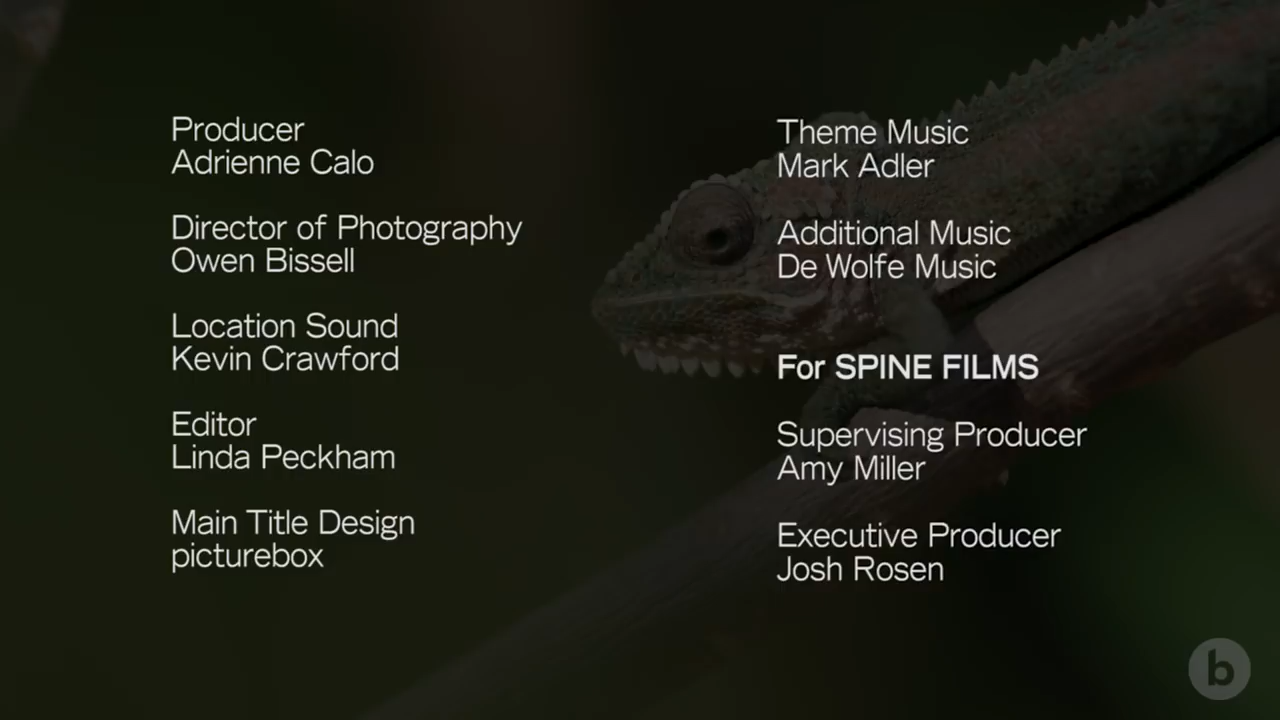 Producer
Adrienne Calo
Director of Photography
Owen Bissell
Location Sound
Kevin Crawford
Editor
Linda Peckham
Main Title Design
picturebox
Theme Music
Mark Adler
Additional Music
De Wolfe Music
For SPINE FILMS
Supervising Producer
Amy Miller
Executive Producer
Josh Rosen
b